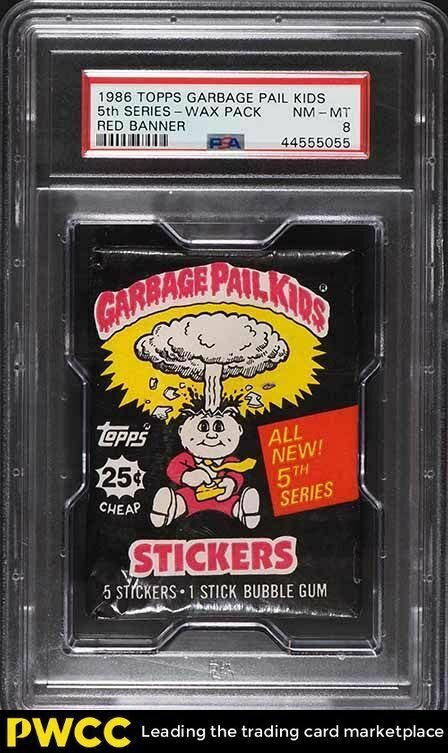 1986 TOPPS GARBAGE PAIL KIDS
5th SERIES - WAX PACK NM - MT
RED BANNER 8
PSA 44555055
GARBAGE PAIL KIDS®
TOPPS®
25¢
CHEAP
ALL
NEW!
5TH
SERIES
STICKERS
5 STICKERS • 1 STICK BUBBLE GUM
PWCC Leading the trading card marketplace